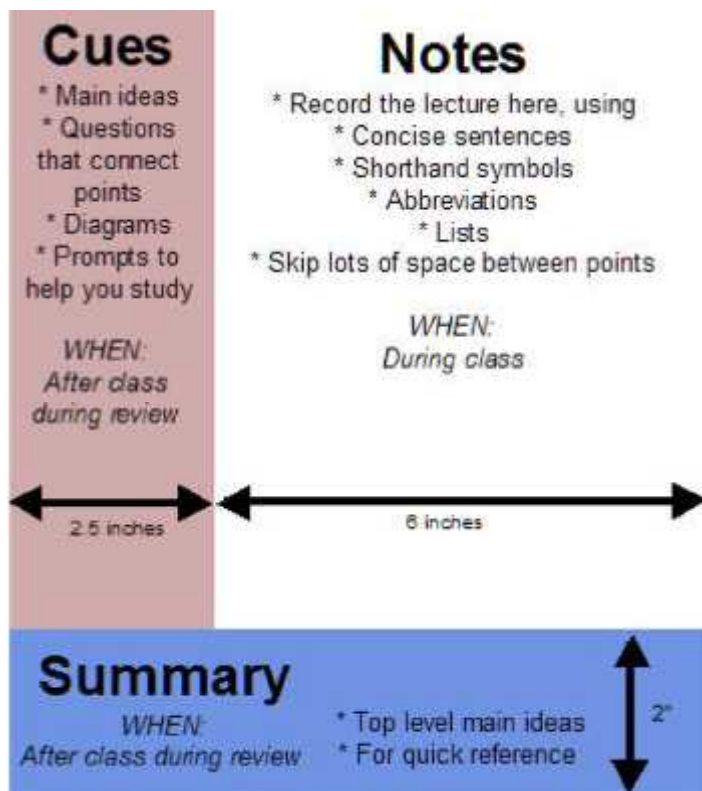 Cues
* Main ideas
* Questions
that connect
points
* Diagrams
* Prompts to
help you study
WHEN:
After class
during review
2.5 inches
Notes
* Record the lecture here, using
* Concise sentences
* Shorthand symbols
* Abbreviations
* Lists
* Skip lots of space between points
WHEN:
During class
6 inches
Summary
WHEN:
After class during review
* Top level main ideas
* For quick reference
2"